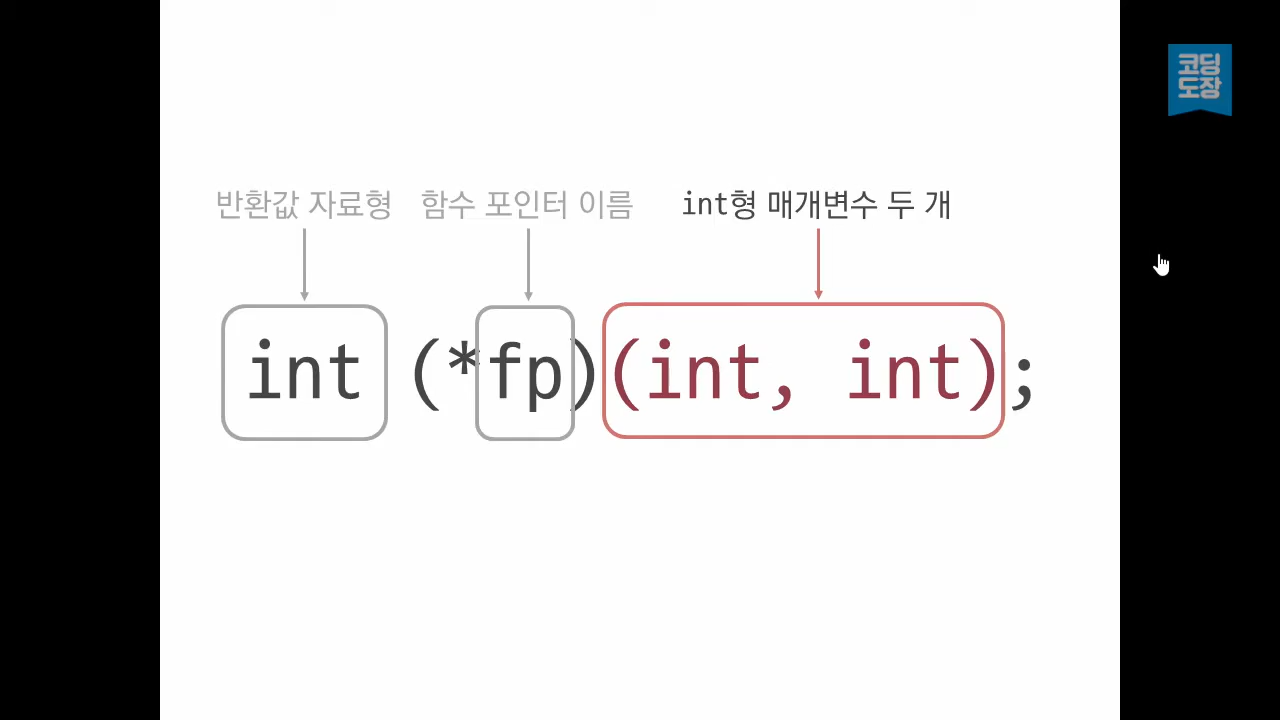 코딩
도장
반환값 자료형 함수 포인터 이름 int형 매개변수 두 개
int (*fp)(int, int);